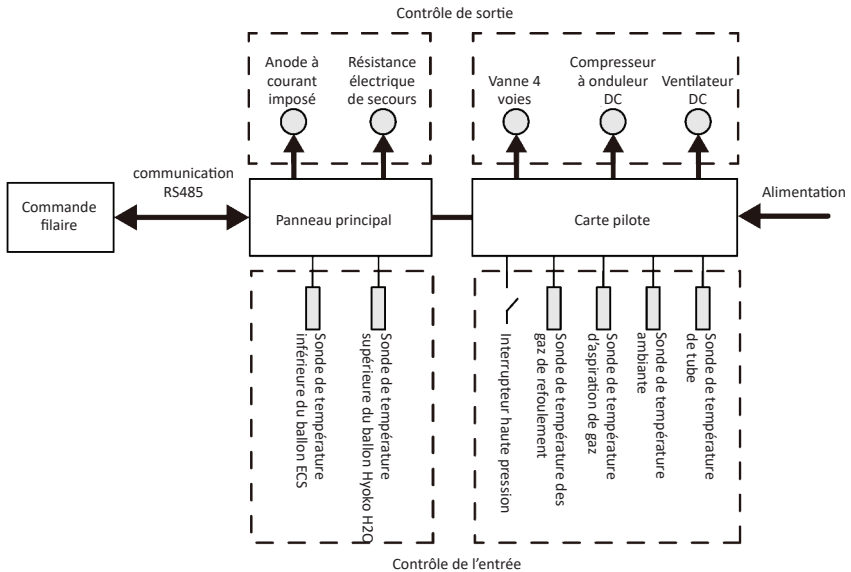 Contrôle de sortie
Anode à
courant
imposé
Résistance
électrique
de secours
Vanne 4
voies
Compresseur
à onduleur
DC
Ventilateur
DC
communication
RS485
Commande
filaire
Panneau principal
Carte pilote
Alimentation
Sonde de température
inférieure du ballon ECS
Sonde de température
supérieure du ballon Hyoko H2O
Interrupteur haute pression
Sonde de température des
gaz de refoulement
Sonde de température
d'aspiration de gaz
Sonde de température
ambiante
Sonde de température
de tube
Contrôle de l'entrée